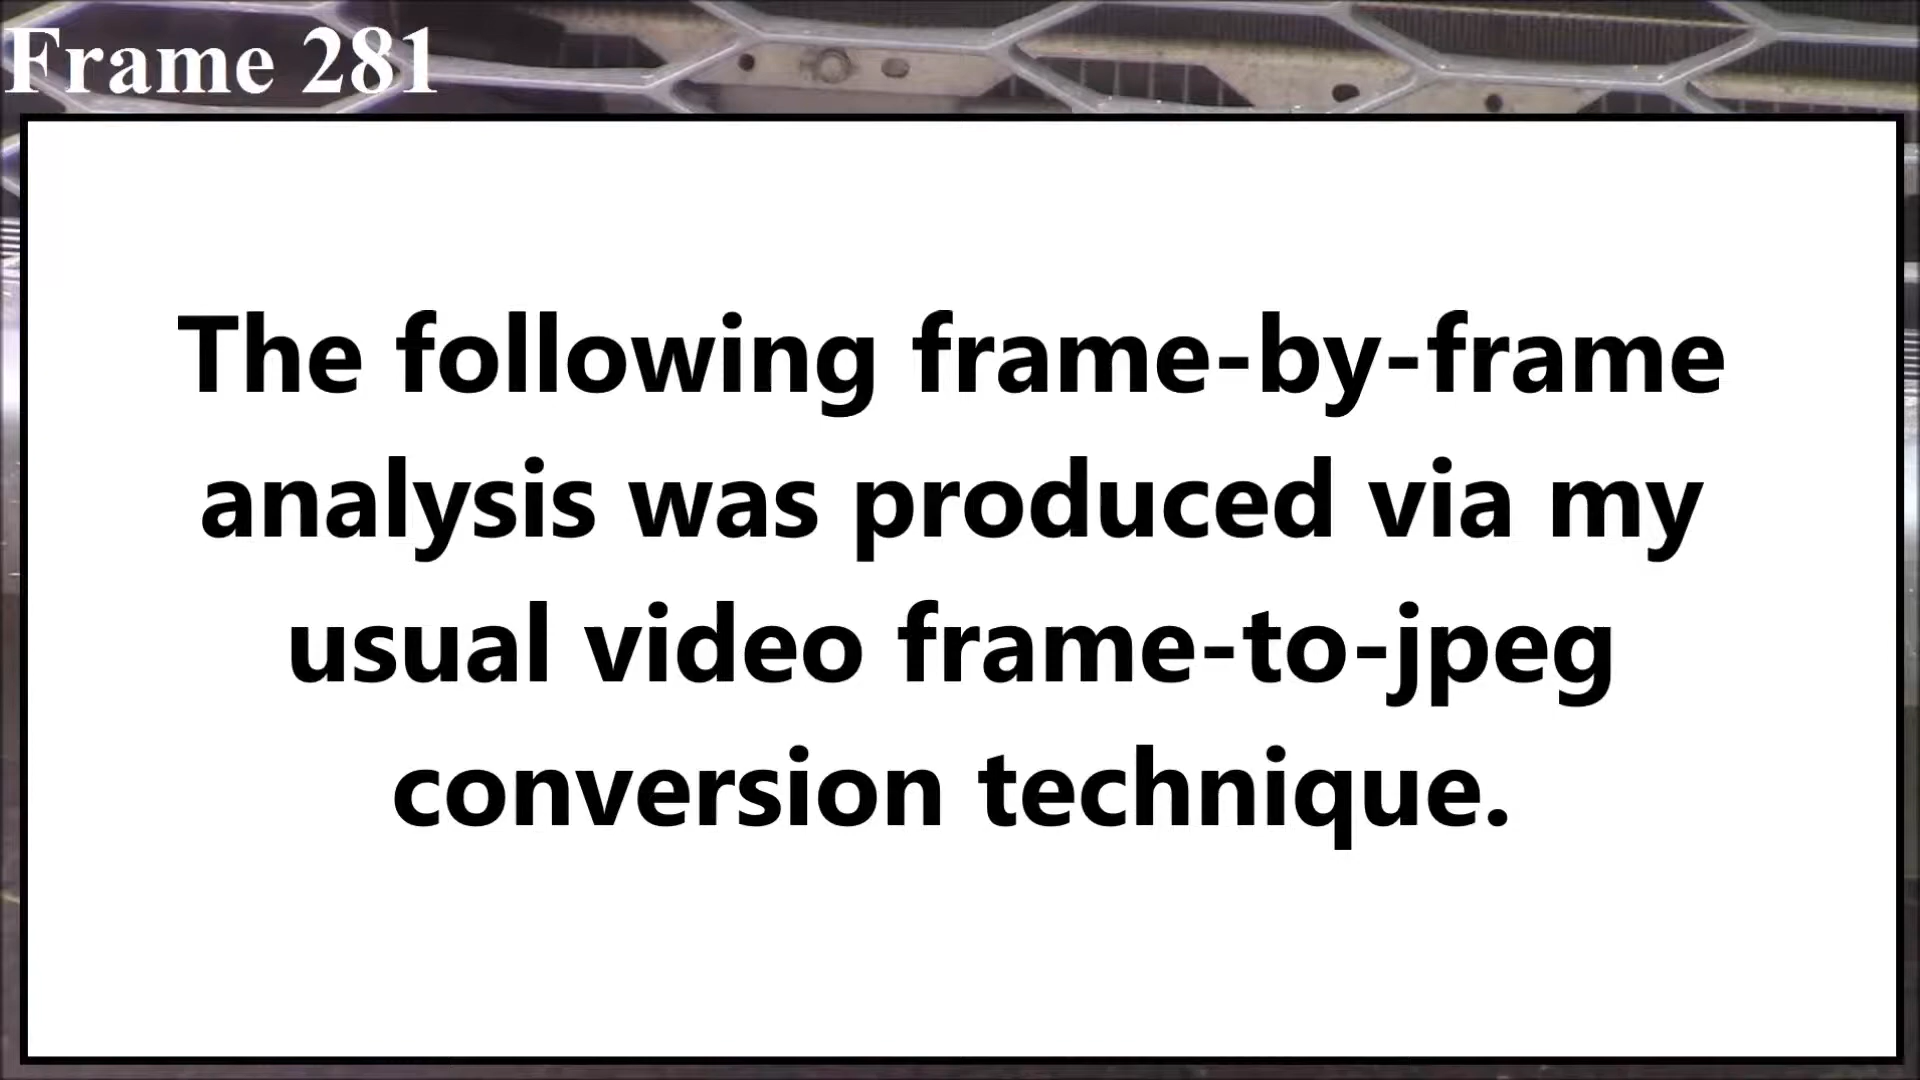 Frame 281
The following frame-by-frame
analysis was produced via my
usual video frame-to-jpeg
conversion technique.